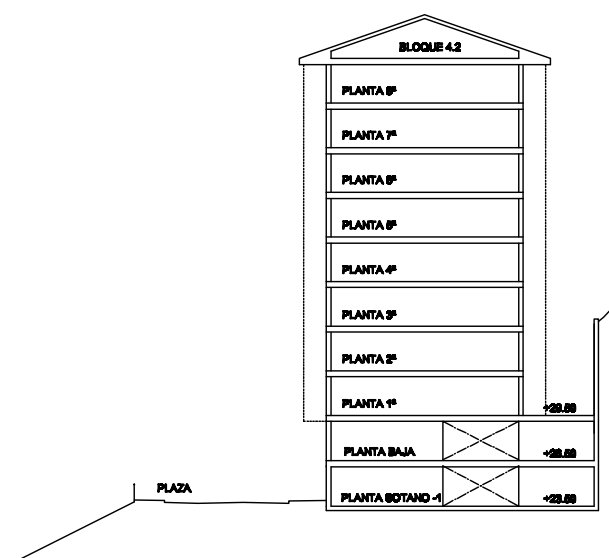 BLOQUE 4.2
PLANTA 8ª
PLANTA 7ª
PLANTA 6ª
PLANTA 5ª
PLANTA 4ª
PLANTA 3ª
PLANTA 2ª
PLANTA 1ª
PLANTA BAJA
PLAZA
PLANTA SOTANO -1